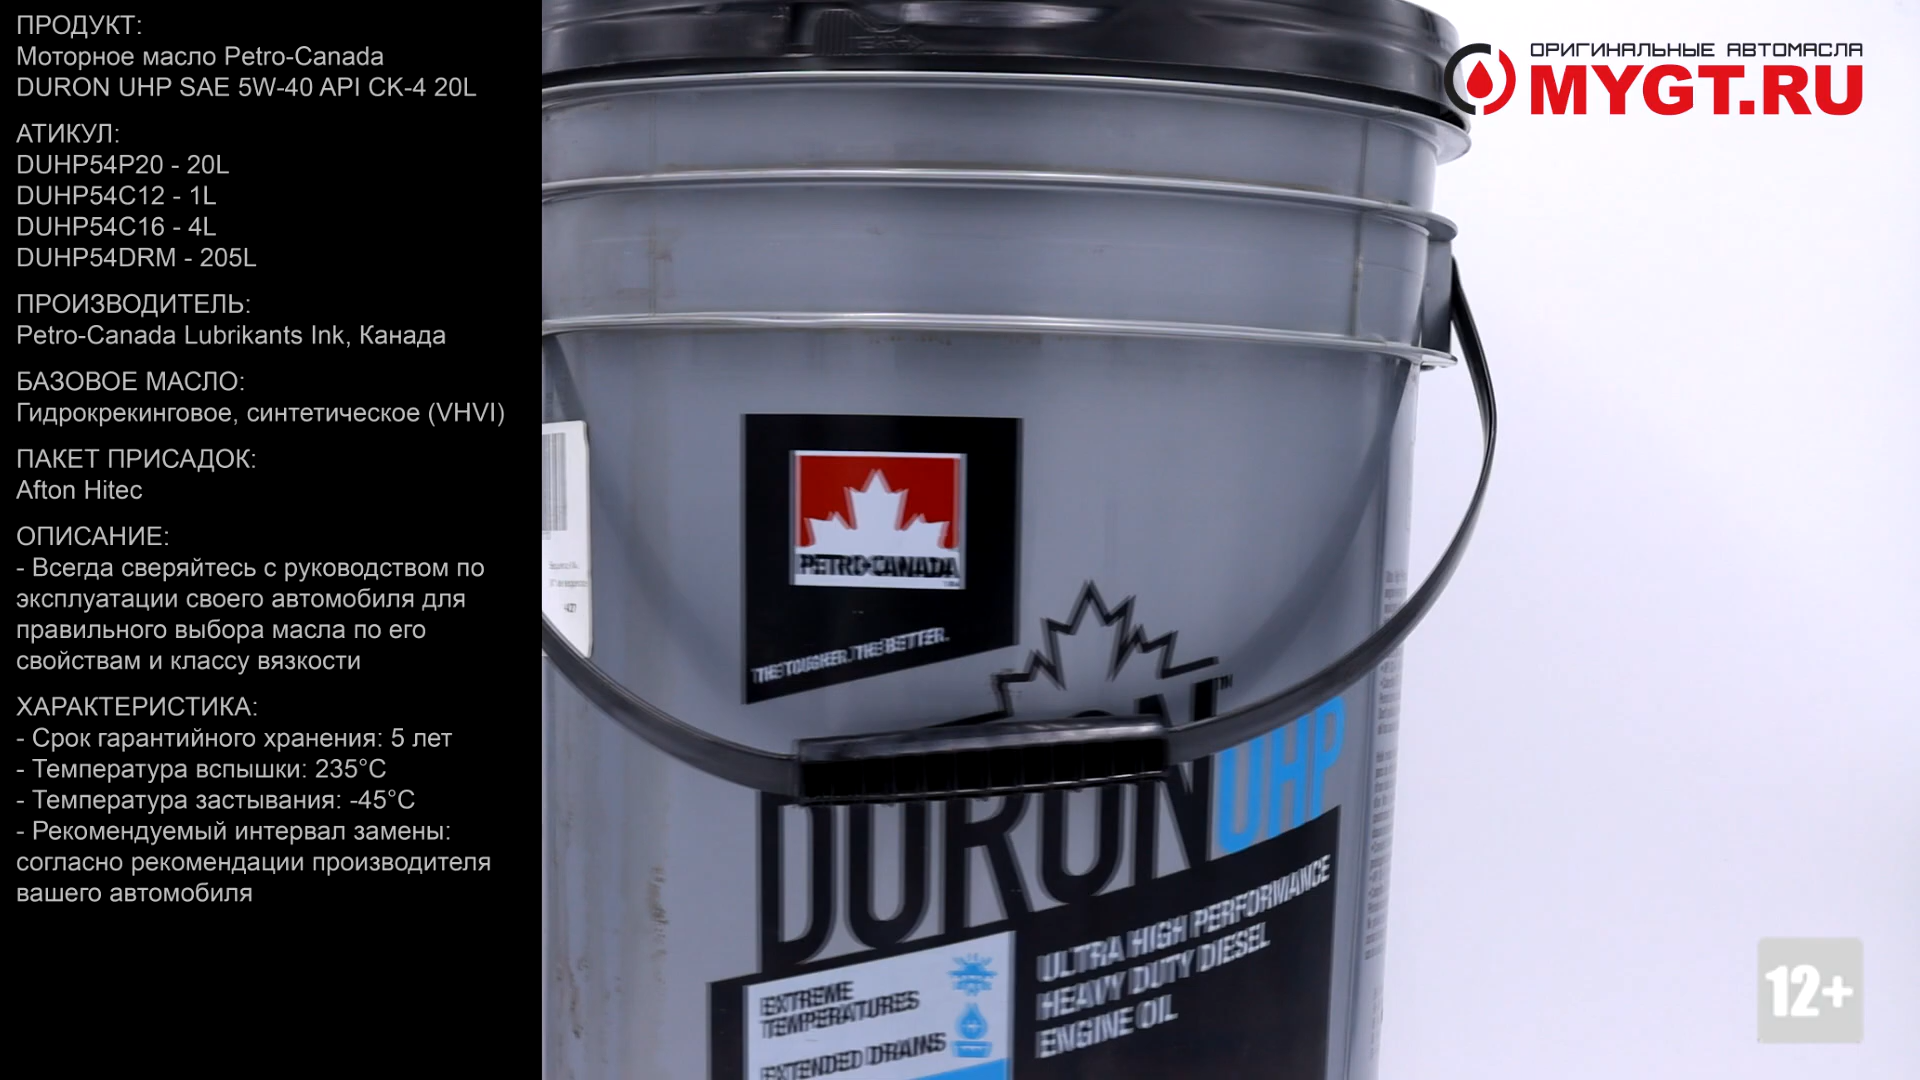 ПРОДУКТ:
Моторное масло Petro-Canada
DURON UHP SAE 5W-40 API CK-4 20L
АТИКУЛ:
DUHP54P20 - 20L
DUHP54C12 - 1L
DUHP54C16 - 4L
DUHP54DRM - 205L
ПРОИЗВОДИТЕЛЬ:
Petro-Canada Lubrikants Ink, Канада
БАЗОВОЕ МАСЛО:
Гидрокрекинговое, синтетическое (VHVI)
ПАКЕТ ПРИСАДОК:
Afton Hitec
ОПИСАНИЕ:
- Всегда сверяйтесь с руководством по
эксплуатации своего автомобиля для
правильного выбора масла по его
свойствам и классу вязкости
ХАРАКТЕРИСТИКА:
- Срок гарантийного хранения: 5 лет
- Температура вспышки: 235°C
- Температура застывания: -45°C
- Рекомендуемый интервал замены:
согласно рекомендации производителя
вашего автомобиля
ОРИГИНАЛЬНЫЕ АВТОМАСЛА
MYGT.RU
PETRO-CANADA
THE TOUGHER. THE BETTER.
DURON™ UHP
ULTRA HIGH PERFORMANCE
HEAVY DUTY DIESEL
ENGINE OIL
EXTREME
TEMPERATURES
EXTENDED DRAINS
12+